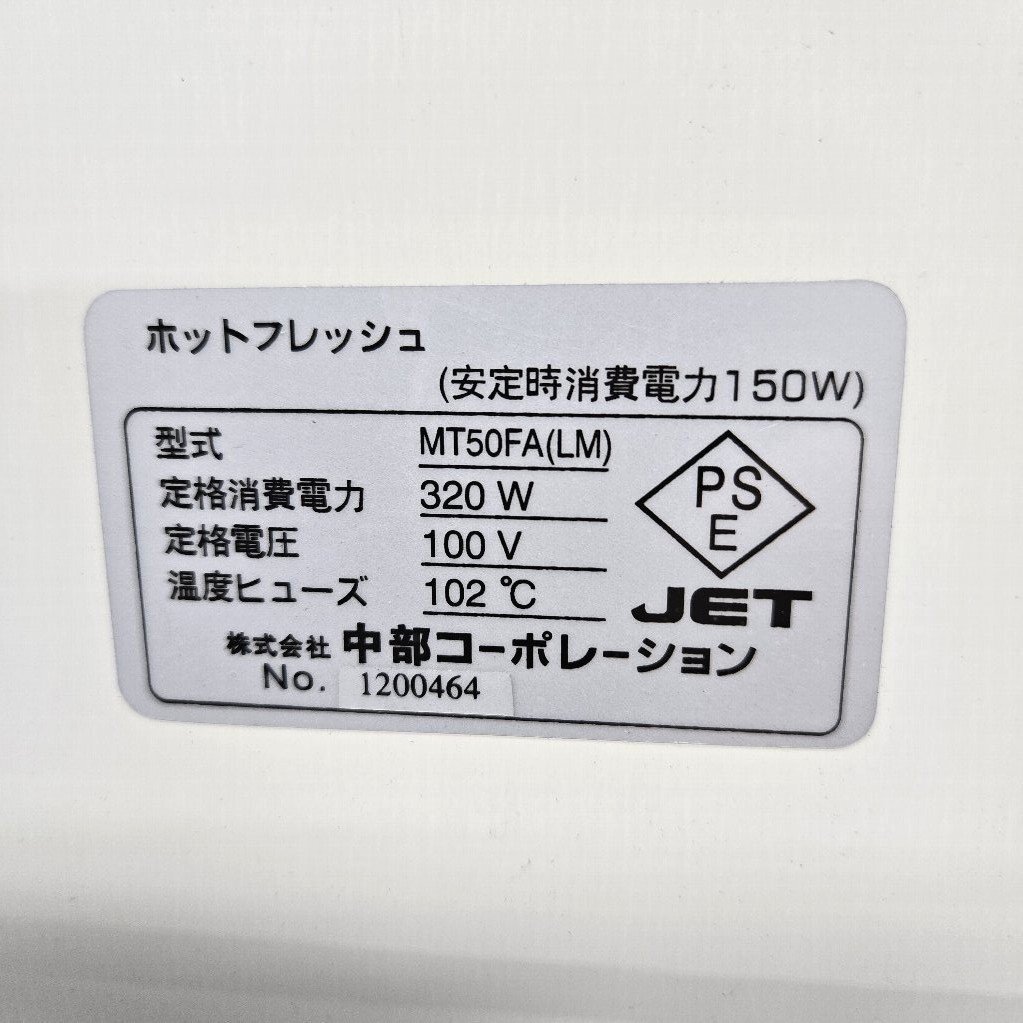 ホットフレッシュ
(安定時消費電力150W)
型式 MT50FA(LM)
定格消費電力 320 W
定格電圧 100 V
温度ヒューズ 102 ℃
PS
E
JET
株式会社 中部コーポレーション
No. 1200464